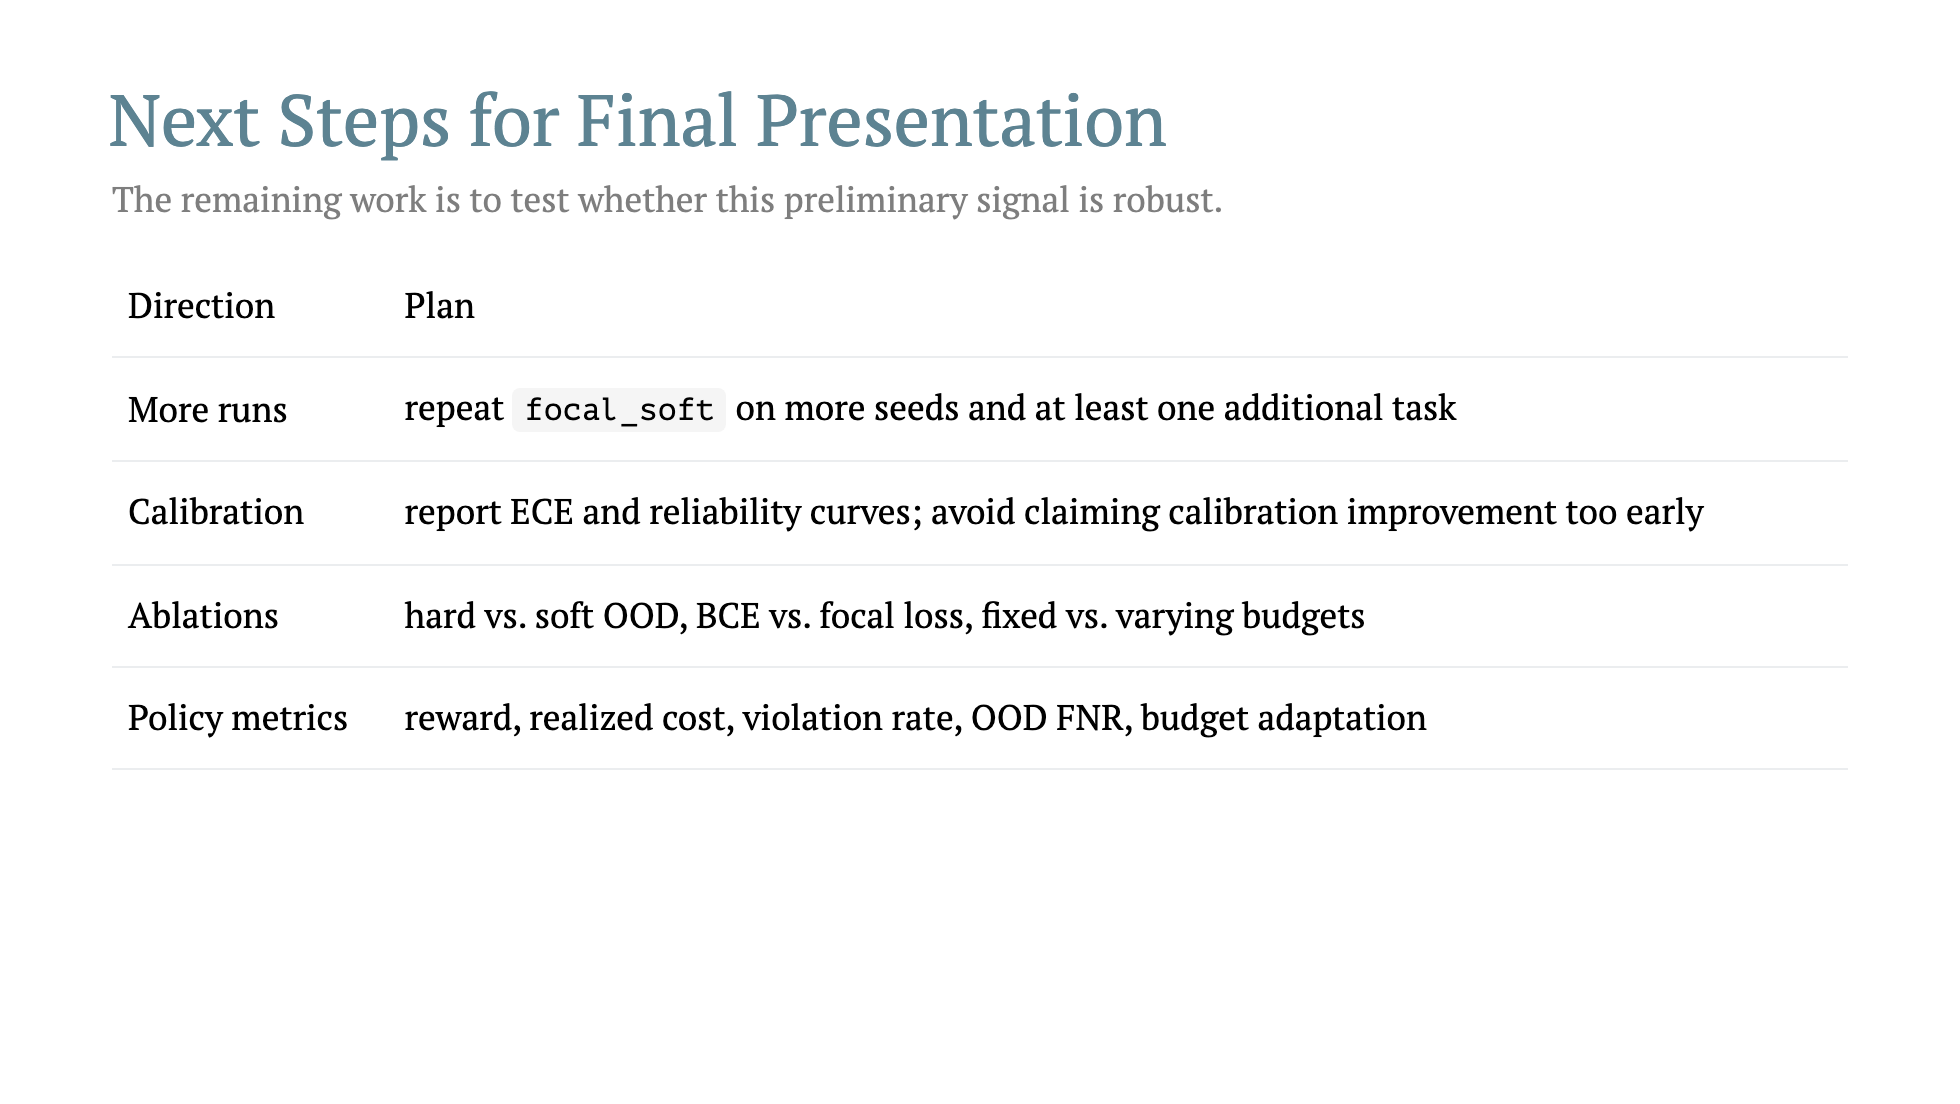 Next Steps for Final Presentation
The remaining work is to test whether this preliminary signal is robust.
Direction Plan
More runs repeat focal_soft on more seeds and at least one additional task
Calibration report ECE and reliability curves; avoid claiming calibration improvement too early
Ablations hard vs. soft OOD, BCE vs. focal loss, fixed vs. varying budgets
Policy metrics reward, realized cost, violation rate, OOD FNR, budget adaptation